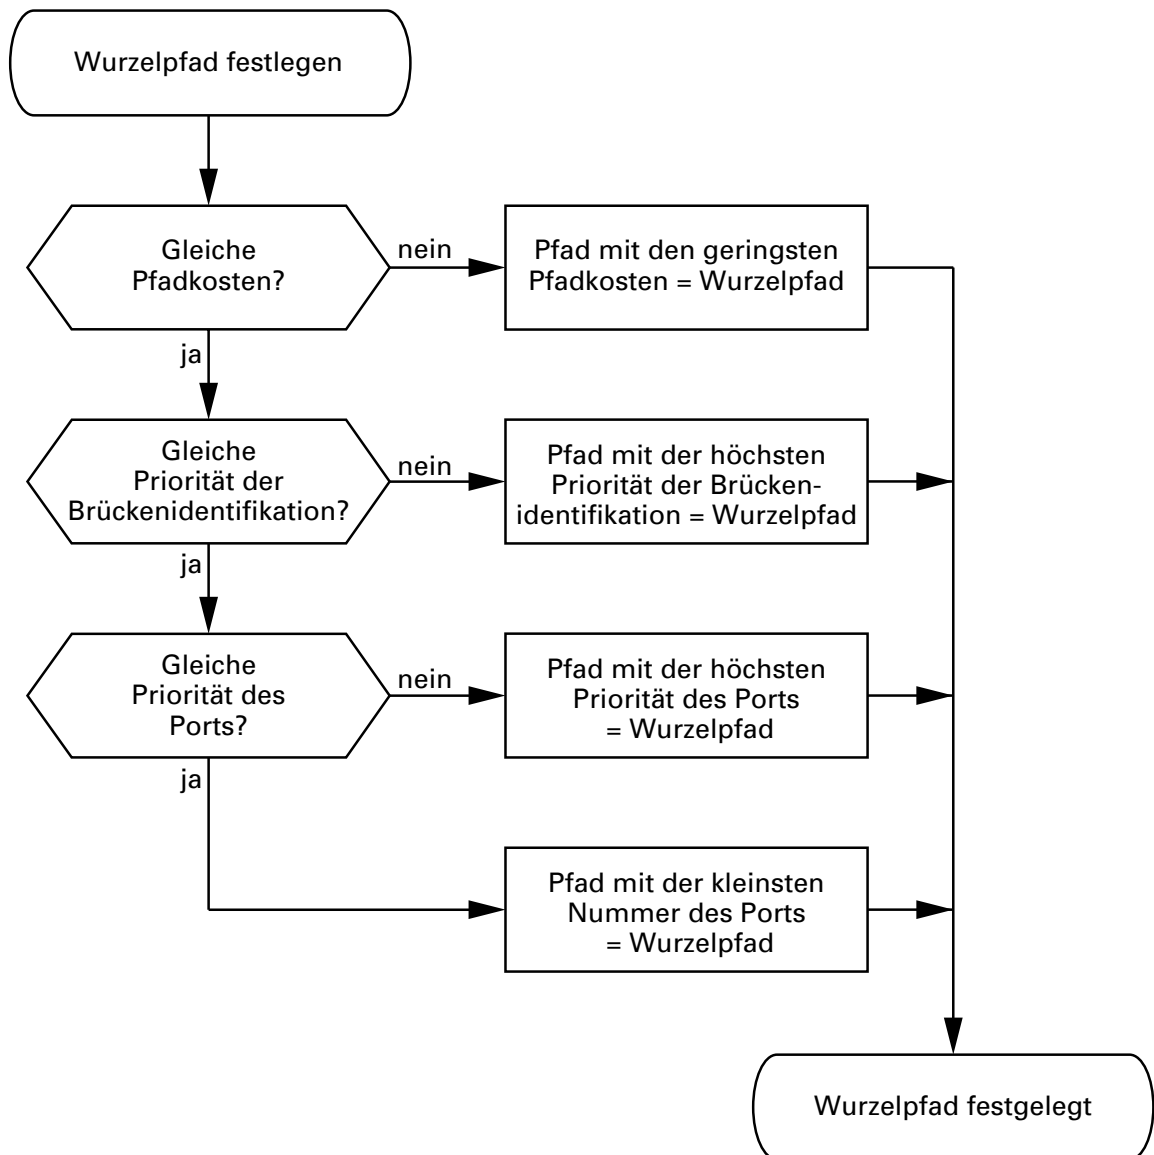 Wurzelpfad festlegen
Gleiche
Pfadkosten?
nein
Pfad mit den geringsten
Pfadkosten = Wurzelpfad
ja
Gleiche
Priorität der
Brückenidentifikation?
nein
Pfad mit der höchsten
Priorität der Brücken-
identifikation = Wurzelpfad
ja
Gleiche
Priorität des
Ports?
nein
Pfad mit der höchsten
Priorität des Ports
= Wurzelpfad
ja
Pfad mit der kleinsten
Nummer des Ports
= Wurzelpfad
Wurzelpfad festgelegt